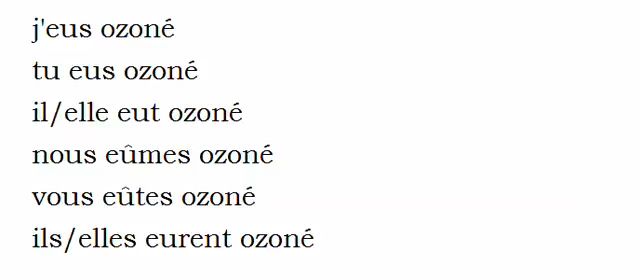 j'eus ozoné
tu eus ozoné
il/elle eut ozoné
nous eûmes ozoné
vous eûtes ozoné
ils/elles eurent ozoné